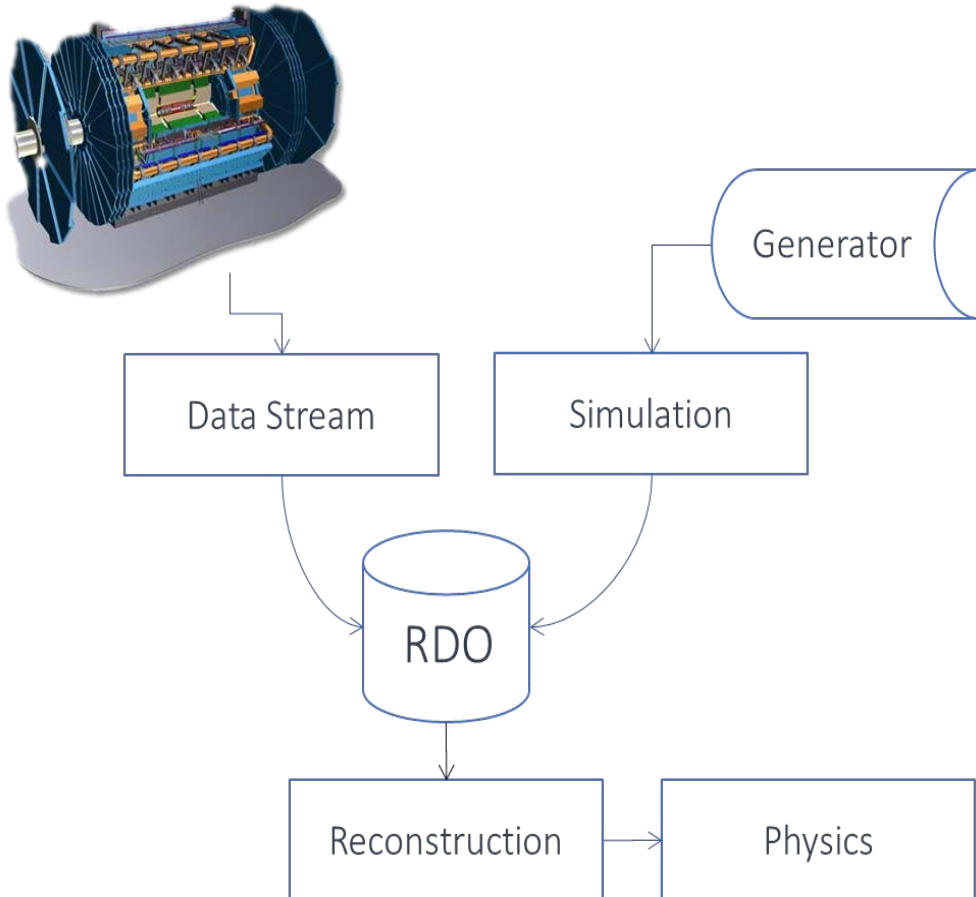 Generator
Data Stream
Simulation
RDO
Reconstruction
Physics